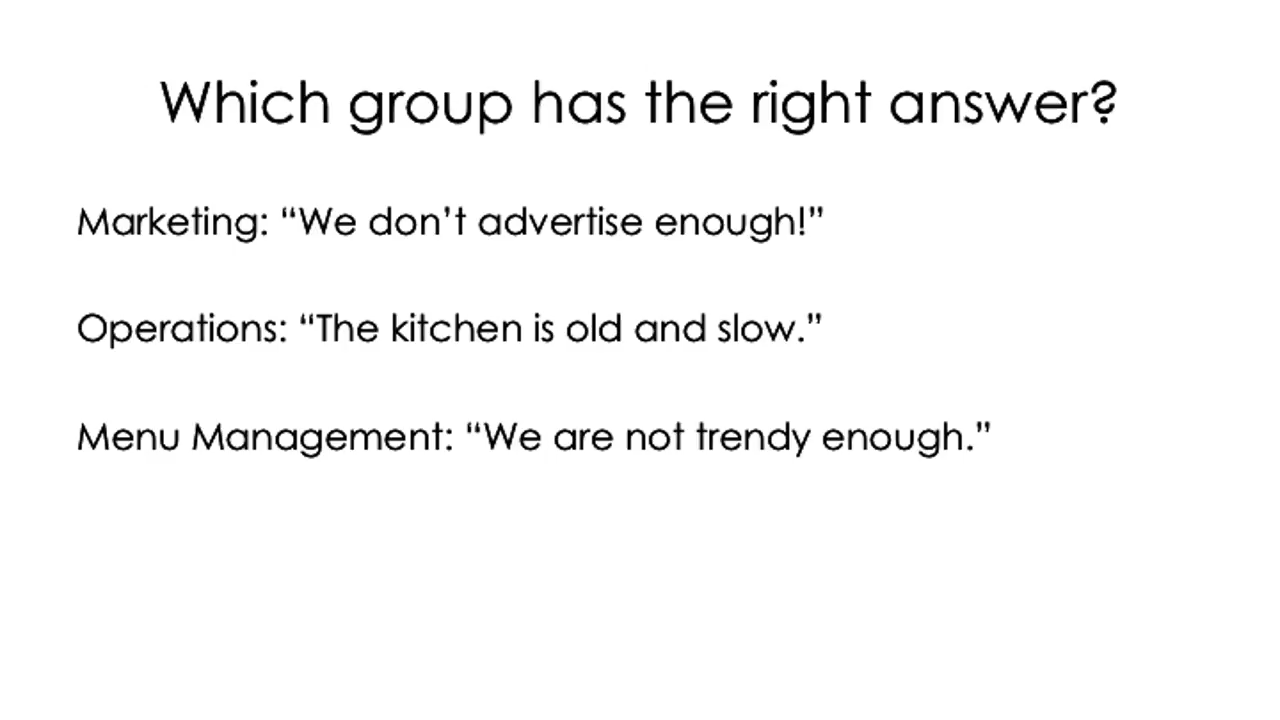 Which group has the right answer?
Marketing: “We don’t advertise enough!”
Operations: “The kitchen is old and slow.”
Menu Management: “We are not trendy enough.”